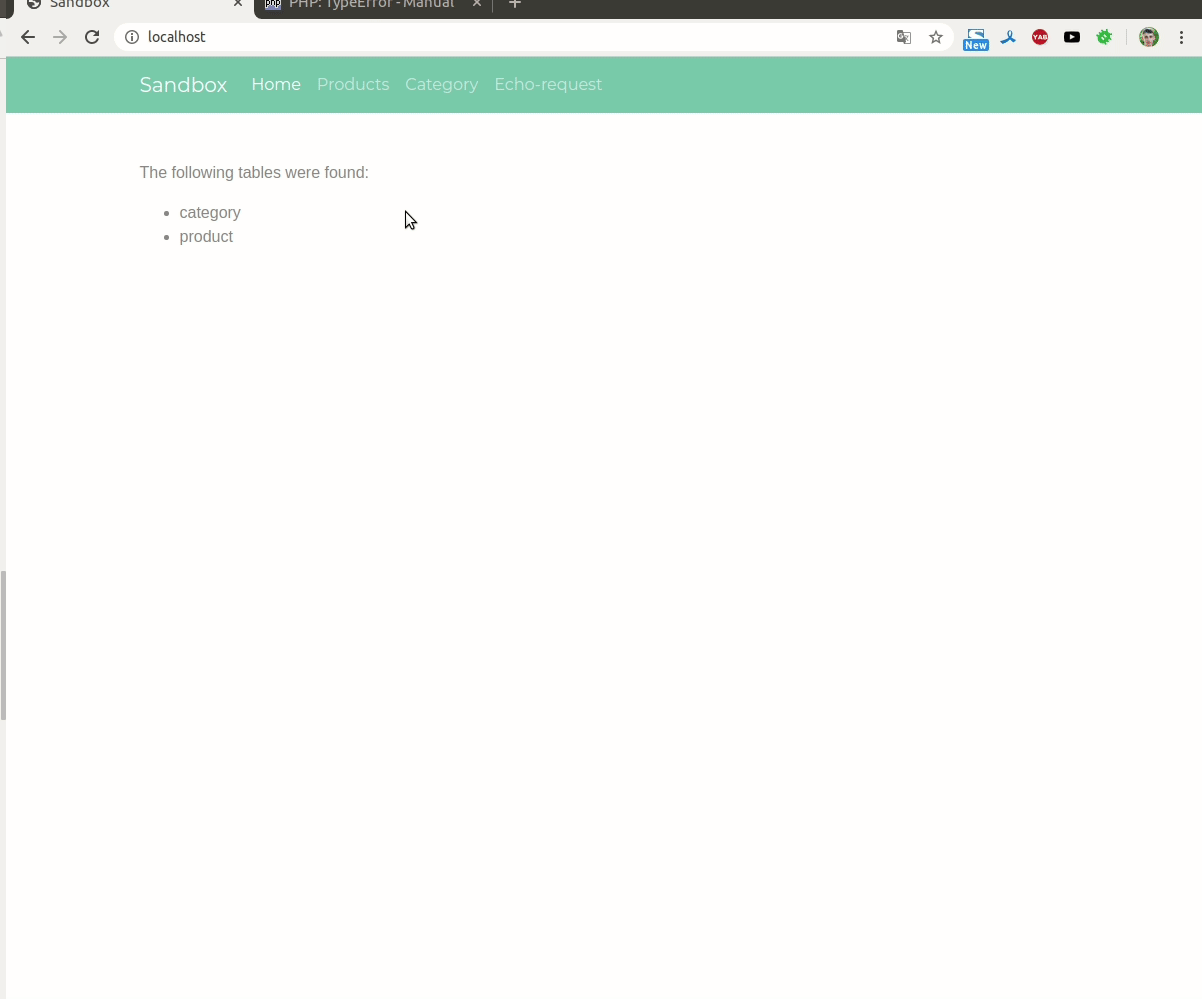 Sandbox PHP: TypeError - Manual
localhost
New
YAB
Sandbox Home Products Category Echo-request
The following tables were found:
category
product